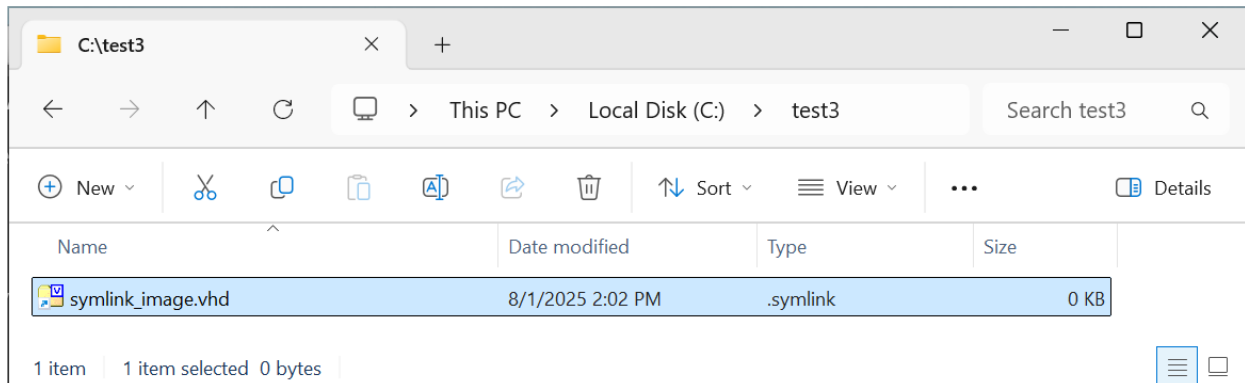 C:\test3
This PC > Local Disk (C:) > test3 Search test3
New Sort View ... Details
Name Date modified Type Size
symlink_image.vhd 8/1/2025 2:02 PM .symlink 0 KB
1 item 1 item selected 0 bytes